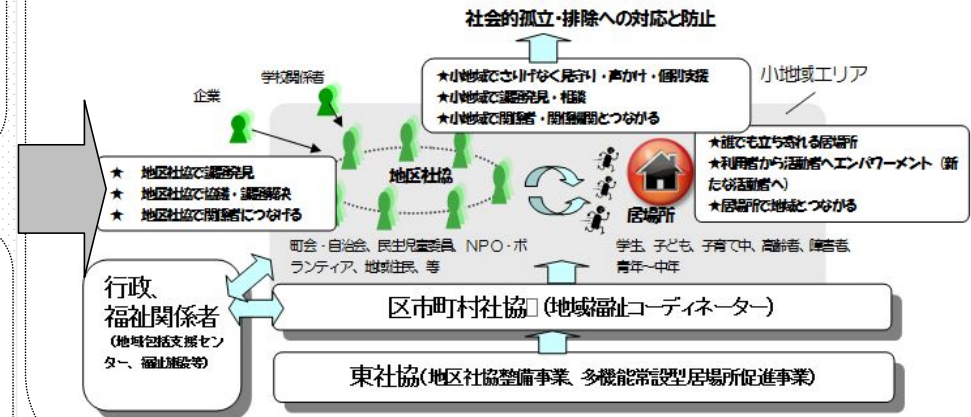 社会的孤立・排除への対応と防止
★小地域でさりげなく見守り・声かけ・個別支援
★小地域で課題発見・相談
★小地域で関係者・関係機関とつながる
小地域エリア
学校関係者
企業
★ 地区社協で課題発見
★ 地区社協で協議・課題解決
★ 地区社協で関係者につなげる
地区社協
居場所
★誰でも立ち寄れる居場所
★利用者から活動者へエンパワーメント（新
たな活動者へ）
★居場所で地域とつながる
町会・自治会、民生児童委員、NPO・ボ
ランティア、地域住民、等
学生、子ども、子育て中、高齢者、障害者、
青年～中年
行政、
福祉関係者
（地域包括支援セン
ター、福祉施設等）
区市町村社協（地域福祉コーディネーター）
東社協（地区社協整備事業、多機能常設型居場所促進事業）